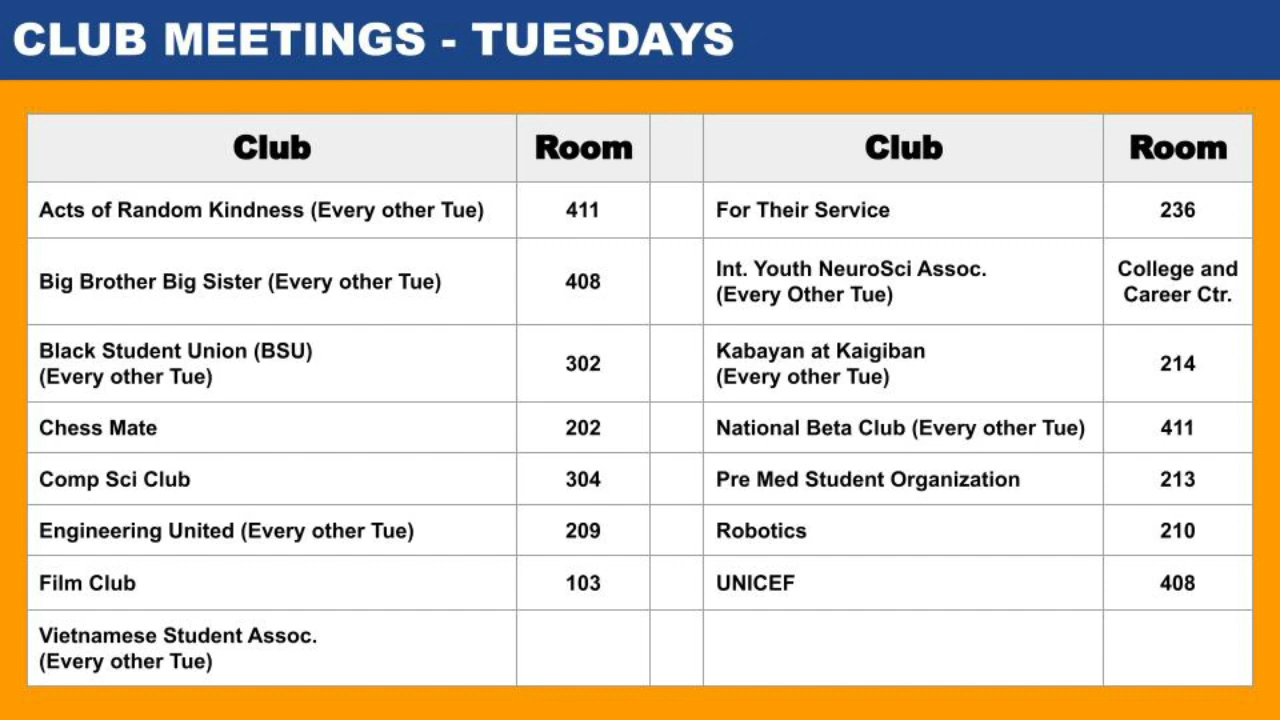 CLUB MEETINGS - TUESDAYS
Club Room Club Room
Acts of Random Kindness (Every other Tue) 411 For Their Service 236
Big Brother Big Sister (Every other Tue) 408 Int. Youth NeuroSci Assoc.
(Every Other Tue) College and
Career Ctr.
Black Student Union (BSU)
(Every other Tue) 302 Kabayan at Kaigiban
(Every other Tue) 214
Chess Mate 202 National Beta Club (Every other Tue) 411
Comp Sci Club 304 Pre Med Student Organization 213
Engineering United (Every other Tue) 209 Robotics 210
Film Club 103 UNICEF 408
Vietnamese Student Assoc.
(Every other Tue)